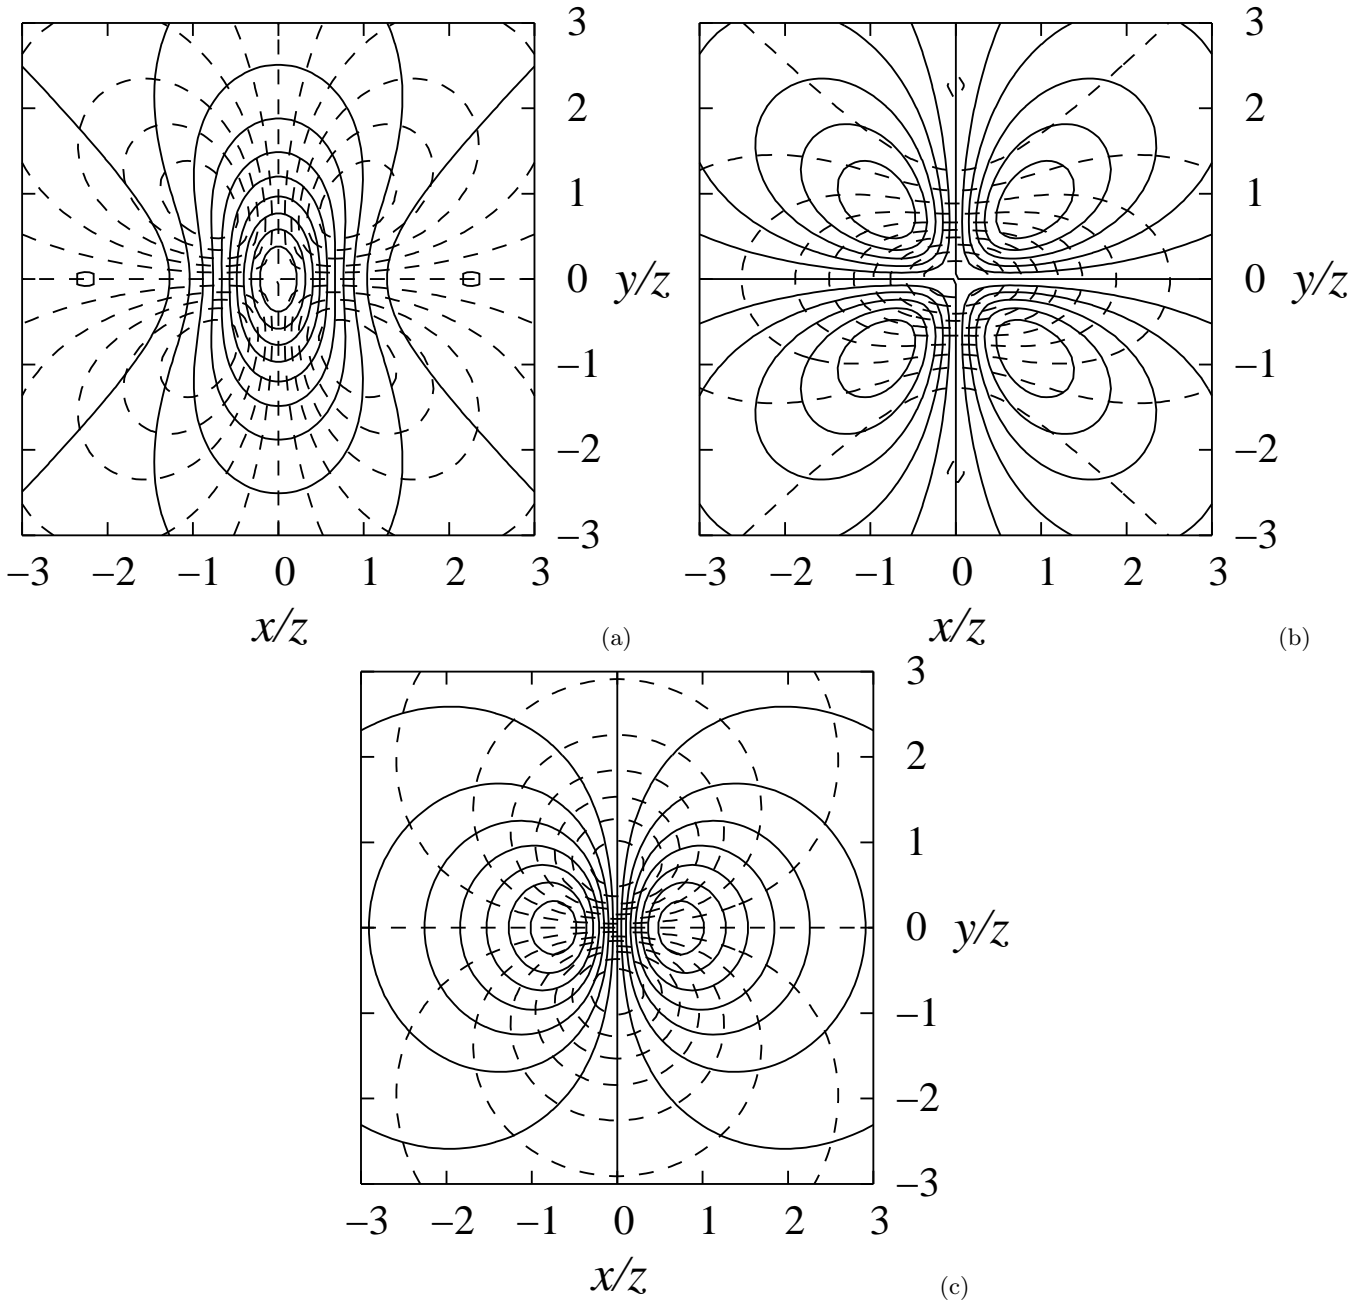 3 3
2 2
1 1
0 y/z 0 y/z
−1 −1
−2 −2
−3 −3
−3 −2 −1 0 1 2 3 −3 −2 −1 0 1 2 3
x/z (a) x/z (b)
3
2
1
0 y/z
−1
−2
−3
−3 −2 −1 0 1 2 3
x/z (c)